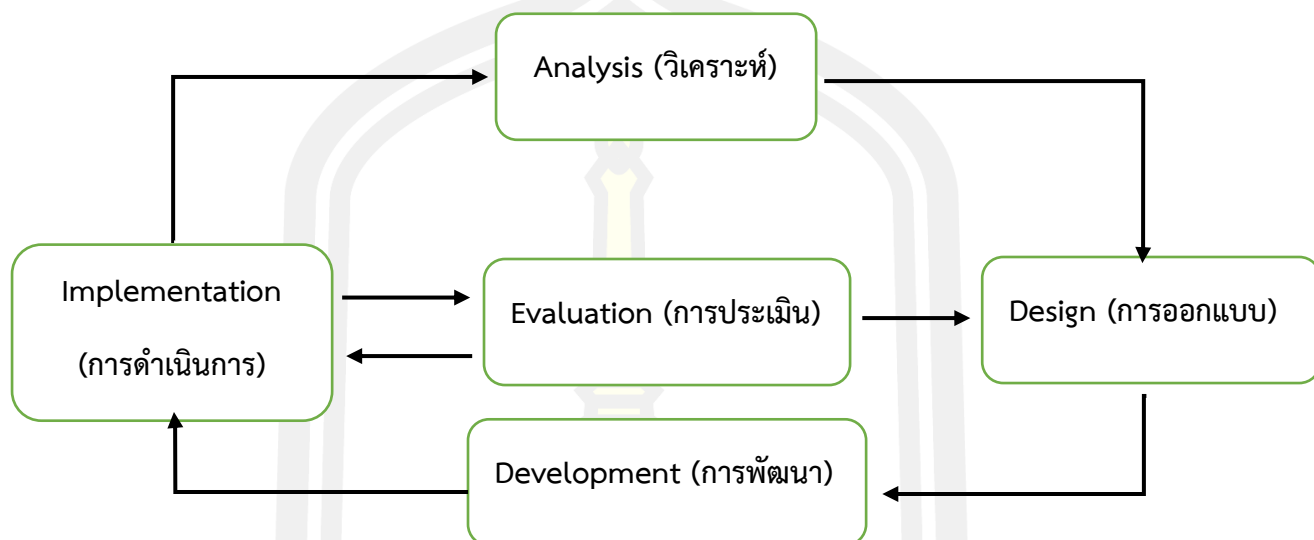 Analysis (วิเคราะห์)
Implementation
(การดำเนินการ)
Evaluation (การประเมิน)
Design (การออกแบบ)
Development (การพัฒนา)